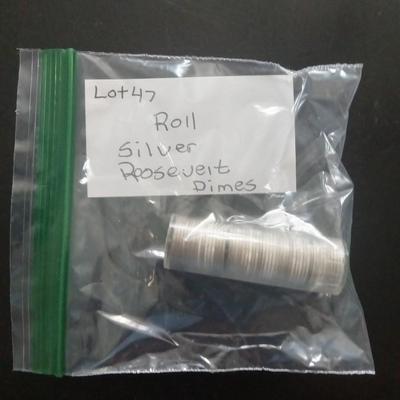 Lot 47
Roll
Silver
Roosevelt
Dimes